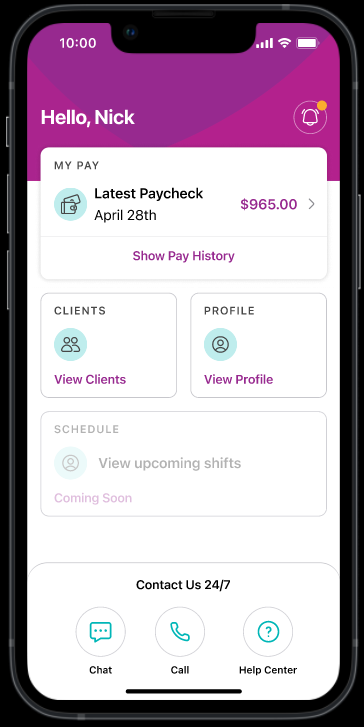 10:00
Hello, Nick
MY PAY
Latest Paycheck
April 28th
$965.00
Show Pay History
CLIENTS
View Clients
PROFILE
View Profile
SCHEDULE
View upcoming shifts
Coming Soon
Contact Us 24/7
Chat
Call
Help Center